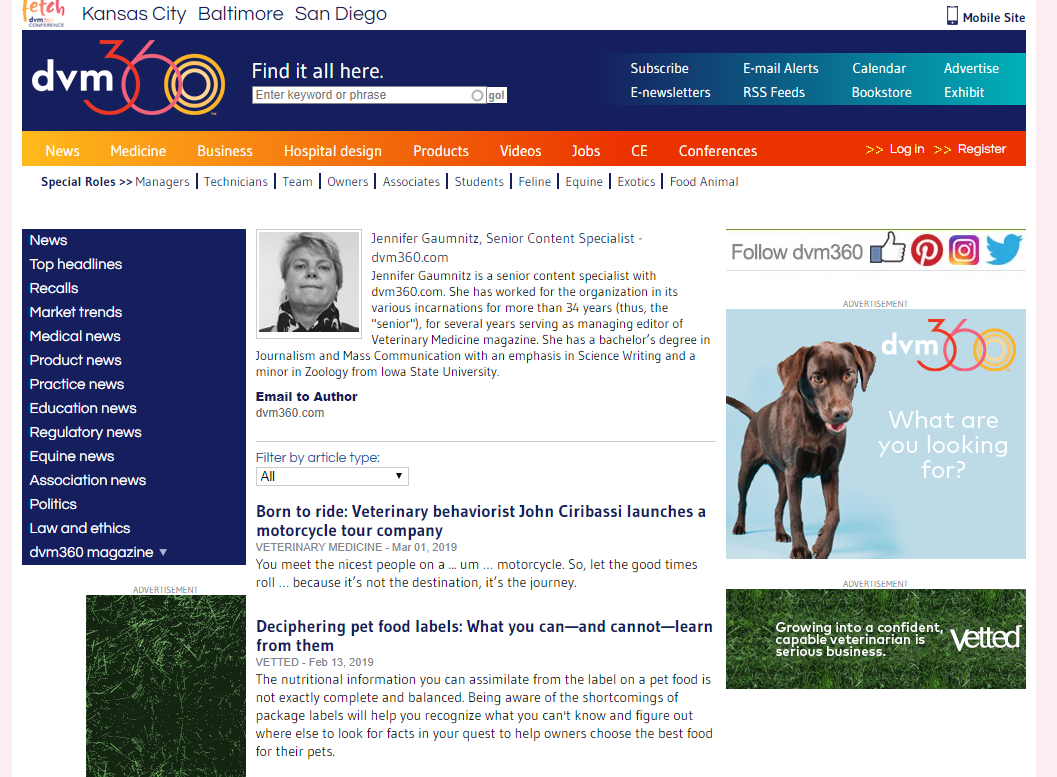 fetch
dvm360
CONFERENCE
Kansas City Baltimore San Diego
Mobile Site
dvm360™
Find it all here.
Enter keyword or phrase
go!
Subscribe E-mail Alerts Calendar Advertise
E-newsletters RSS Feeds Bookstore Exhibit
News Medicine Business Hospital design Products Videos Jobs CE Conferences >> Log in >> Register
Special Roles >> Managers Technicians Team Owners Associates Students Feline Equine Exotics Food Animal
News
Top headlines
Recalls
Market trends
Medical news
Product news
Practice news
Education news
Regulatory news
Equine news
Association news
Politics
Law and ethics
dvm360 magazine ▼
ADVERTISEMENT
Jennifer Gaumnitz, Senior Content Specialist -
dvm360.com
Jennifer Gaumnitz is a senior content specialist with
dvm360.com. She has worked for the organization in its
various incarnations for more than 34 years (thus, the
"senior"), for several years serving as managing editor of
Veterinary Medicine magazine. She has a bachelor’s degree in
Journalism and Mass Communication with an emphasis in Science Writing and a
minor in Zoology from Iowa State University.
Email to Author
dvm360.com
Filter by article type:
All ▼
Born to ride: Veterinary behaviorist John Ciribassi launches a
motorcycle tour company
VETERINARY MEDICINE - Mar 01, 2019
You meet the nicest people on a ... um … motorcycle. So, let the good times
roll … because it’s not the destination, it’s the journey.
Deciphering pet food labels: What you can—and cannot—learn
from them
VETTED - Feb 13, 2019
The nutritional information you can assimilate from the label on a pet food is
not exactly complete and balanced. Being aware of the shortcomings of
package labels will help you recognize what you can't know and figure out
where else to look for facts in your quest to help owners choose the best food
for their pets.
Follow dvm360
ADVERTISEMENT
dvm360
What are
you looking
for?
ADVERTISEMENT
Growing into a confident,
capable veterinarian is
serious business.
Vetted